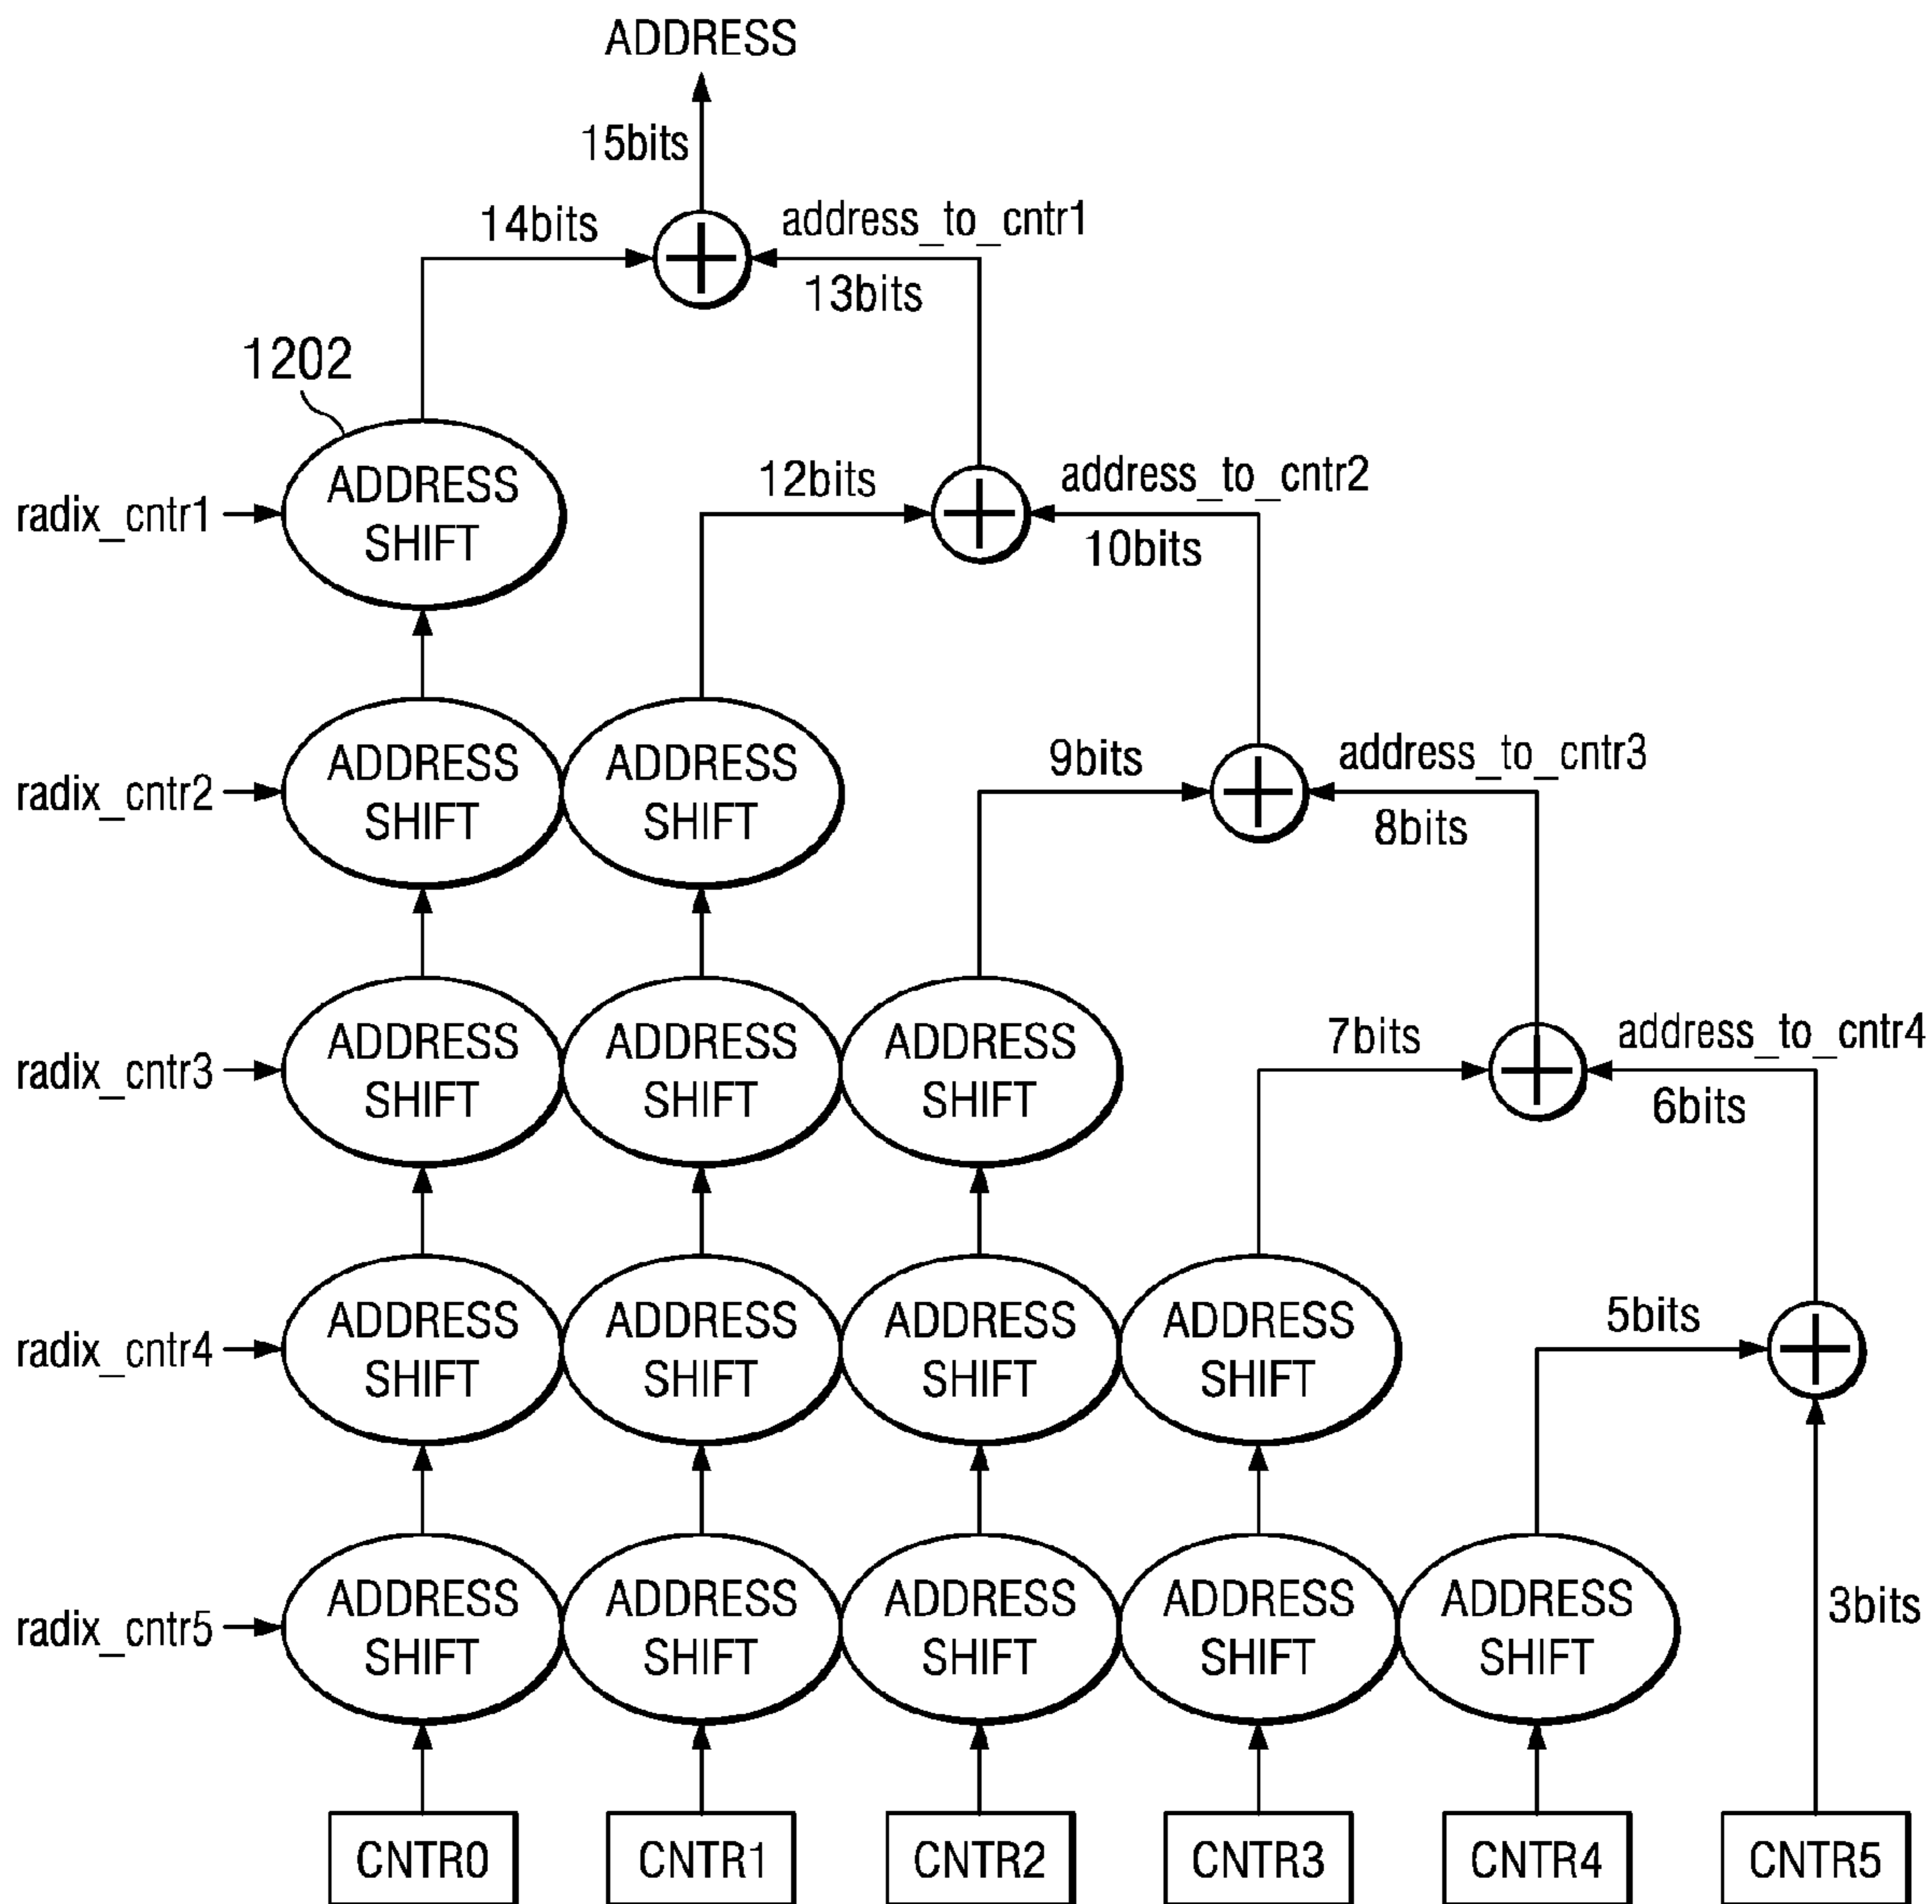 ADDRESS
15bits
14bits
address_to_cntr1
13bits
1202
radix_cntr1
ADDRESS
SHIFT
12bits
address_to_cntr2
10bits
radix_cntr2
ADDRESS
SHIFT
ADDRESS
SHIFT
9bits
address_to_cntr3
8bits
radix_cntr3
ADDRESS
SHIFT
ADDRESS
SHIFT
ADDRESS
SHIFT
7bits
address_to_cntr4
6bits
radix_cntr4
ADDRESS
SHIFT
ADDRESS
SHIFT
ADDRESS
SHIFT
ADDRESS
SHIFT
5bits
radix_cntr5
ADDRESS
SHIFT
ADDRESS
SHIFT
ADDRESS
SHIFT
ADDRESS
SHIFT
ADDRESS
SHIFT
3bits
CNTR0
CNTR1
CNTR2
CNTR3
CNTR4
CNTR5